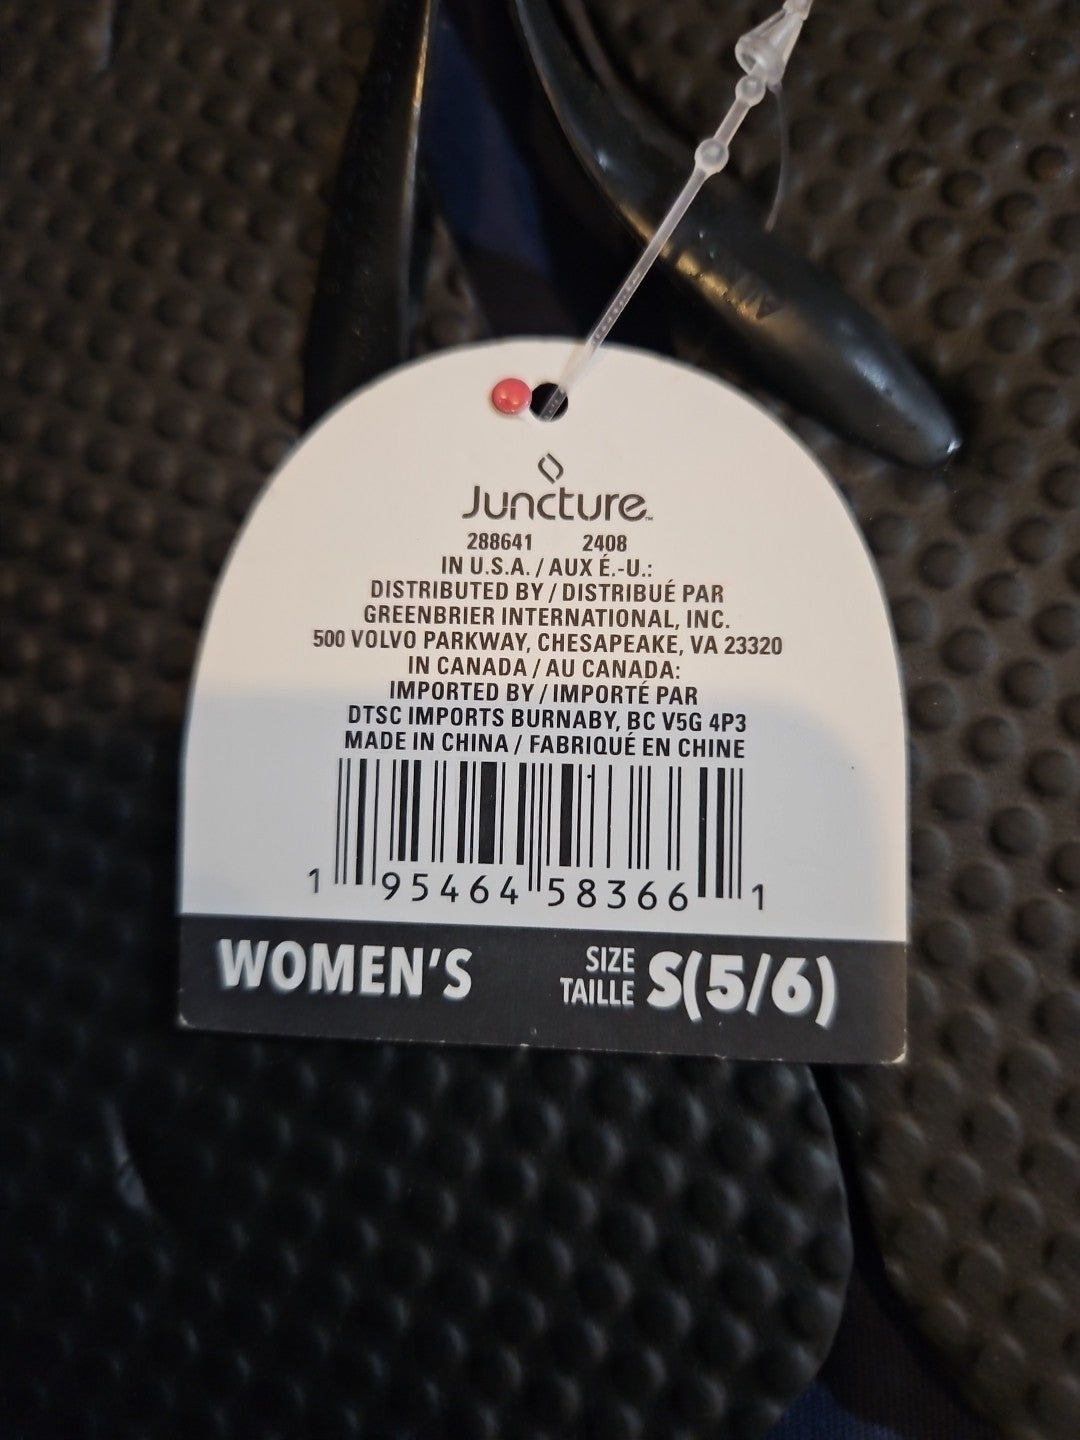 Juncture™
288641 2408
IN U.S.A. / AUX É.-U.:
DISTRIBUTED BY / DISTRIBUÉ PAR
GREENBRIER INTERNATIONAL, INC.
500 VOLVO PARKWAY, CHESAPEAKE, VA 23320
IN CANADA / AU CANADA:
IMPORTED BY / IMPORTÉ PAR
DTSC IMPORTS BURNABY, BC V5G 4P3
MADE IN CHINA / FABRIQUÉ EN CHINE
1 95464 58366 1
WOMEN'S SIZE TAILLE S(5/6)